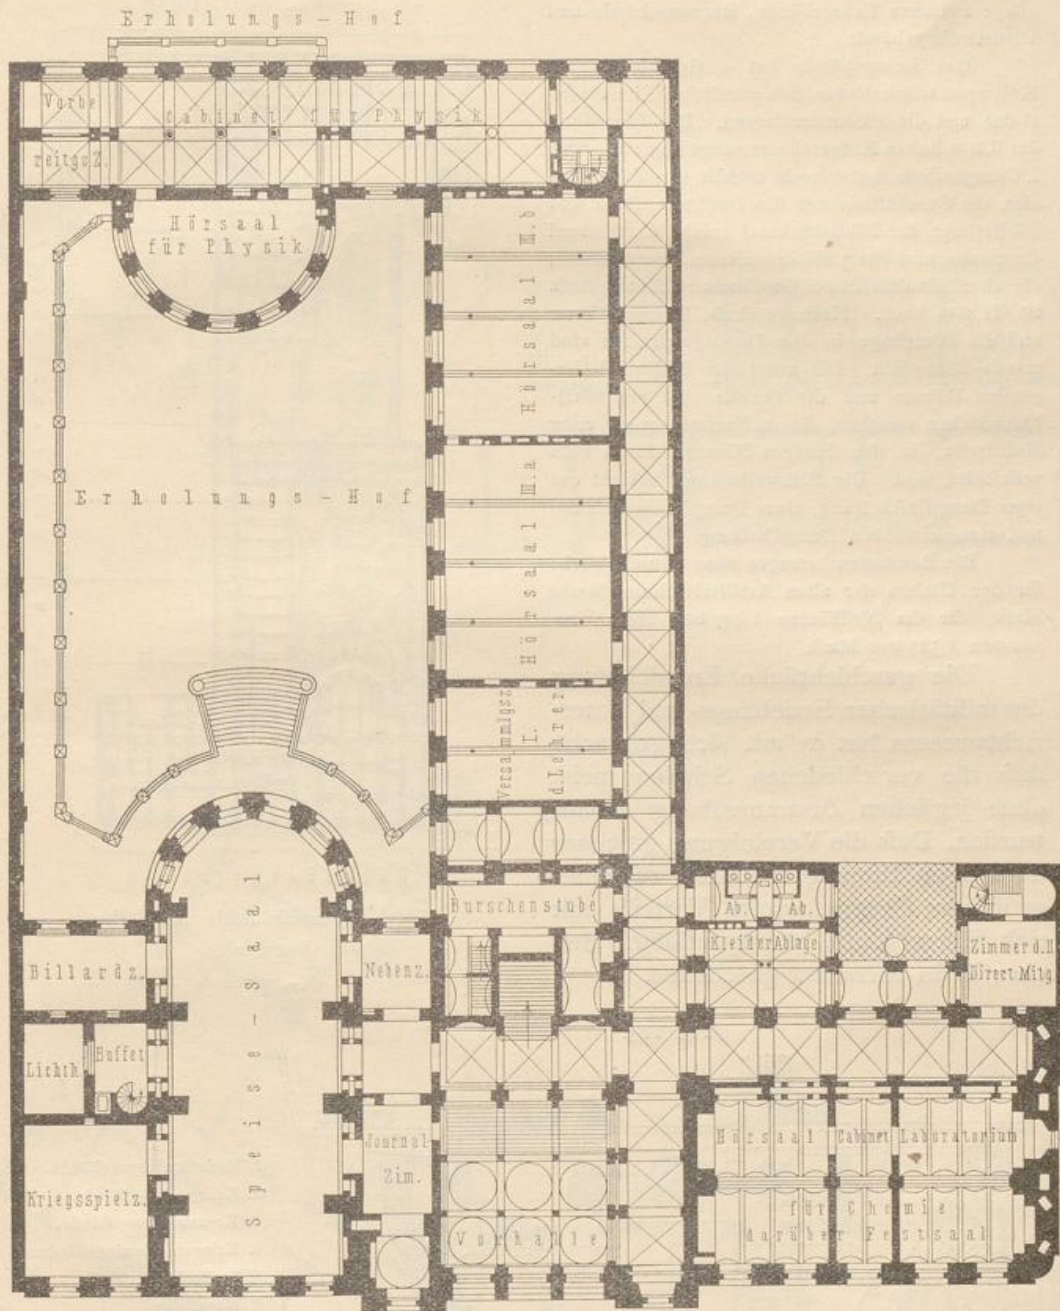 Erholungs-Hof
Vorbe
reitgsZ.
Cabinet für Physik
Hörsaal
für Physik
Hörsaal III.b
Erholungs-Hof
Hörsaal III.a
Versammlgsz
I.
d.Lehrer
Speise-Saal
Burschenstube
Ab.
Ab.
KleiderAblage
Zimmer d.II
Direct Mitg.
Billardz.
Nebenz.
Lichth.
Buffet
Kriegsspielz.
Journal
Zim.
Vorhalle
Hörsaal
Cabinet
Laboratorium
für Chemie
darüber Festsaal